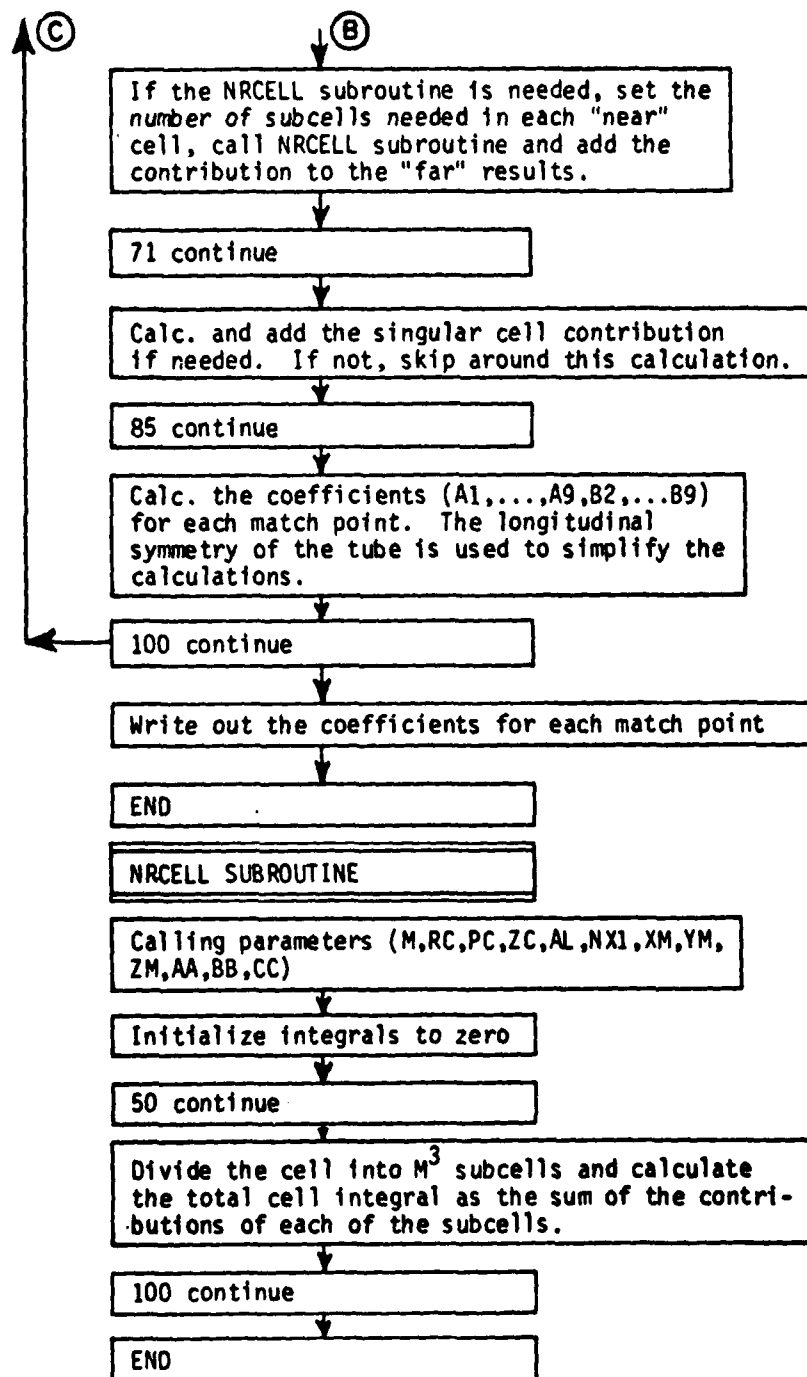 C
B
If the NRCELL subroutine is needed, set the
number of subcells needed in each "near"
cell, call NRCELL subroutine and add the
contribution to the "far" results.
71 continue
Calc. and add the singular cell contribution
if needed. If not, skip around this calculation.
85 continue
Calc. the coefficients (A1,...,A9,B2,...B9)
for each match point. The longitudinal
symmetry of the tube is used to simplify the
calculations.
100 continue
Write out the coefficients for each match point
END
NRCELL SUBROUTINE
Calling parameters (M,RC,PC,ZC,AL,NX1,XM,YM,
ZM,AA,BB,CC)
Initialize integrals to zero
50 continue
Divide the cell into M³ subcells and calculate
the total cell integral as the sum of the contri-
butions of each of the subcells.
100 continue
END